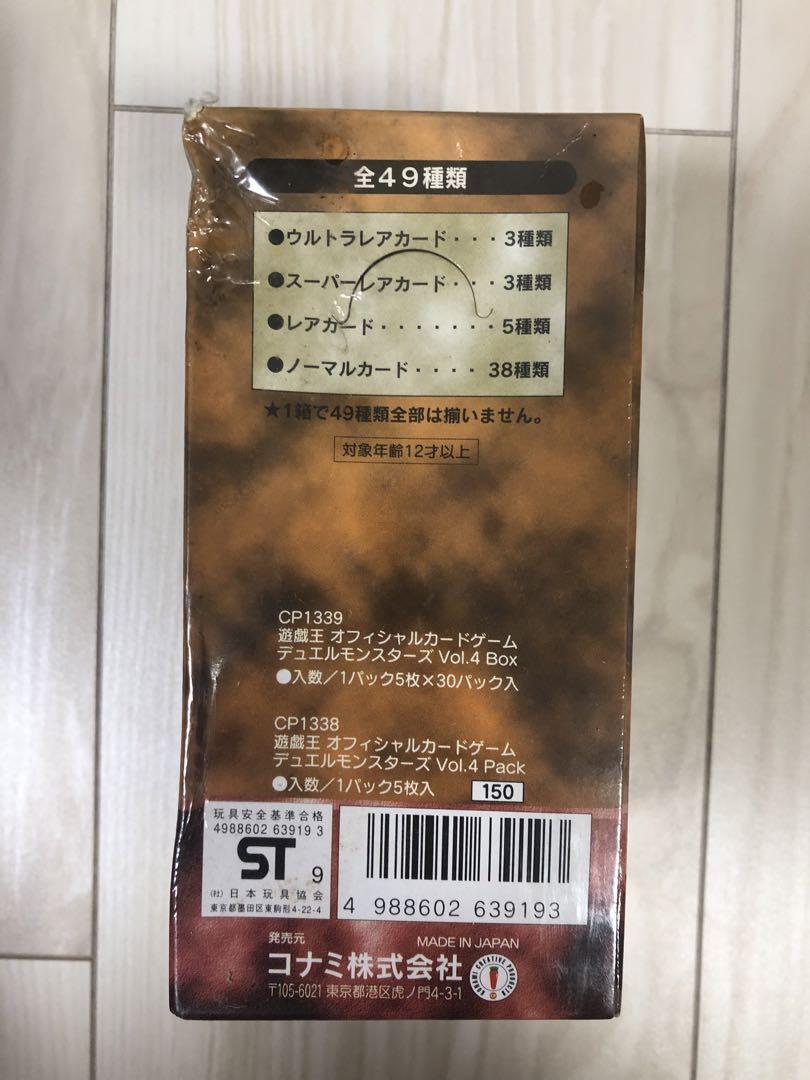 全49種類
●ウルトラレアカード・・・3種類
●スーパーレアカード・・・3種類
●レアカード・・・・・・・5種類
●ノーマルカード・・・・38種類
★1箱で49種類全部は揃いません。
対象年齢12才以上
CP1339
遊戯王 オフィシャルカードゲーム
デュエルモンスターズ Vol.4 Box
●入数/1パック5枚×30パック入
CP1338
遊戯王 オフィシャルカードゲーム
デュエルモンスターズ Vol.4 Pack
●入数/1パック5枚入 150
玩具安全基準合格
4988602 63919 3
ST 9
(社)日本玩具協会
東京都墨田区東駒形4-22-4
4 988602 639193
発売元
MADE IN JAPAN
コナミ株式会社
〒105-6021 東京都港区虎ノ門4-3-1
KONAMI CREATIVE PRODUCTS